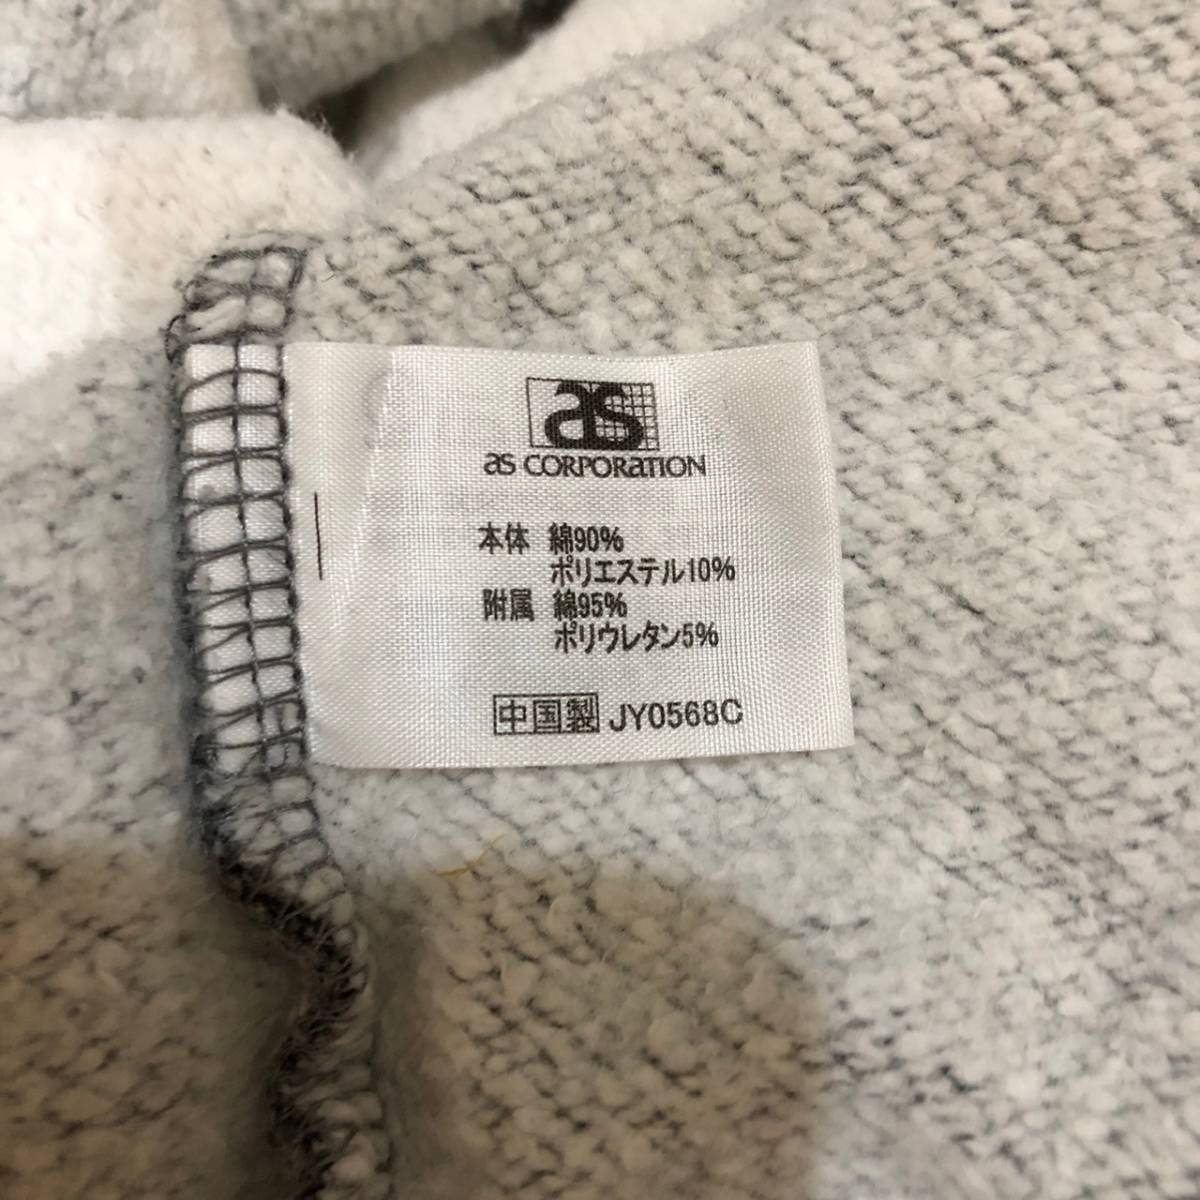 as
as CORPORATION
本体 綿90%
ポリエステル10%
附属 綿95%
ポリウレタン5%
中国製 JY0568C